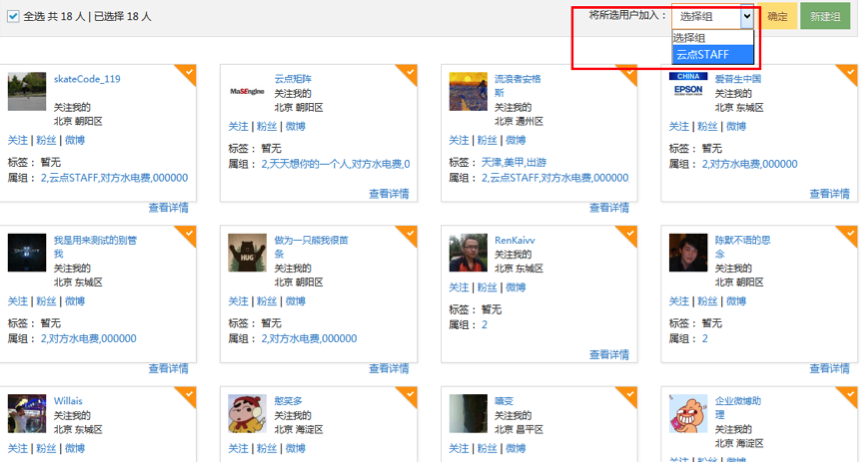 全选 共 18 人 | 已选择 18 人
将所选用户加入： 选择组 确定 新建组
选择组
云点STAFF
skateCode_119
关注我的
北京 朝阳区
关注 | 粉丝 | 微博
标签： 暂无
属组： 2,云点STAFF,对方水电费,000000
查看详情
MaSEngine
云点矩阵
关注我的
北京 朝阳区
关注 | 粉丝 | 微博
标签： 暂无
属组： 2,天天想你的一个人,对方水电费,0
查看详情
流浪者安格
斯
关注我的
北京 通州区
关注 | 粉丝 | 微博
标签： 天津,美甲,出游
属组： 2,云点STAFF,对方水电费,000000
查看详情
CHINA
EPSON
爱普生中国
关注我的
北京 东城区
关注 | 粉丝 | 微博
标签： 暂无
属组： 2,对方水电费,000000
查看详情
我是用来测试的别管
我
关注我的
北京 东城区
关注 | 粉丝 | 微博
标签： 暂无
属组： 2,对方水电费,000000
查看详情
HUG
做为一只熊我很苗
条
关注我的
北京 朝阳区
关注 | 粉丝 | 微博
标签： 暂无
属组： 2,对方水电费,000000
查看详情
RenKaivv
关注我的
北京 东城区
关注 | 粉丝 | 微博
标签： 暂无
属组： 2
查看详情
陈默不语的思
念
关注我的
北京 东城区
关注 | 粉丝 | 微博
标签： 暂无
属组： 2
查看详情
Willais
关注我的
北京 东城区
关注 | 粉丝 | 微博
憨笑多
关注我的
北京 海淀区
关注 | 粉丝 | 微博
嘻变
关注我的
北京 昌平区
关注 | 粉丝 | 微博
企业微博助
理
关注我的
北京 海淀区
关注 | 粉丝 | 微博